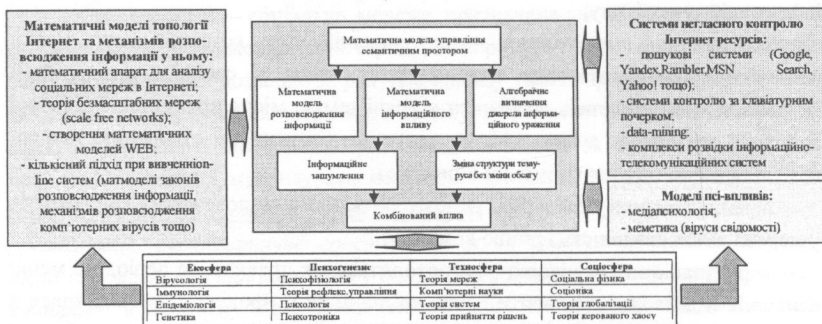 Математичні моделі топології
Інтернет та механізмів розпо-
всюдження інформації у ньому:
- математичний апарат для аналізу
соціальних мереж в Інтернеті;
- теорія безмасштабних мереж
(scale free networks);
- створення маттематичних
моделей WEB;
- кількісний підхід при вивченніon-
line систем (матмоделі законів
розповсюдження інформації,
механізмів розповсюдження
комп’ютерних вірусів тощо)
Математична модель управління
семантичним простором
Математична
модель
розповсюдження
інформації
Математична
модель
інформаційного
впливу
Алгебраїчне
визначення
джерела інформа-
ційного ураження
Інформаційне
зашумлення
Зміна структури тезау-
руса без зміни обсягу
Комбінований вплив
Системи негласного контролю
Інтернет ресурсів:
- пошукові системи (Google,
Yandex,Rambler,MSN Search,
Yahoo! тощо);
- системи контролю за клавіатурним
почерком;
- data-mining;
- комплекси розвідки інформаційно-
телекомунікаційних систем
Моделі псі-впливів:
- медіапсихологія;
- меметика (віруси свідомості)
Екосфера Психогенезис Техносфера Соціосфера
Вірусологія Психофізіологія Теорія мереж Соціальна фізика
Іммунологія Теорія рефлекс.управління Комп’ютерні науки Соціоніка
Епідеміологія Психологія Теорія систем Теорія глобалізації
Генетика Психотроніка Теорія прийняття рішень Теорія керованого хаосу